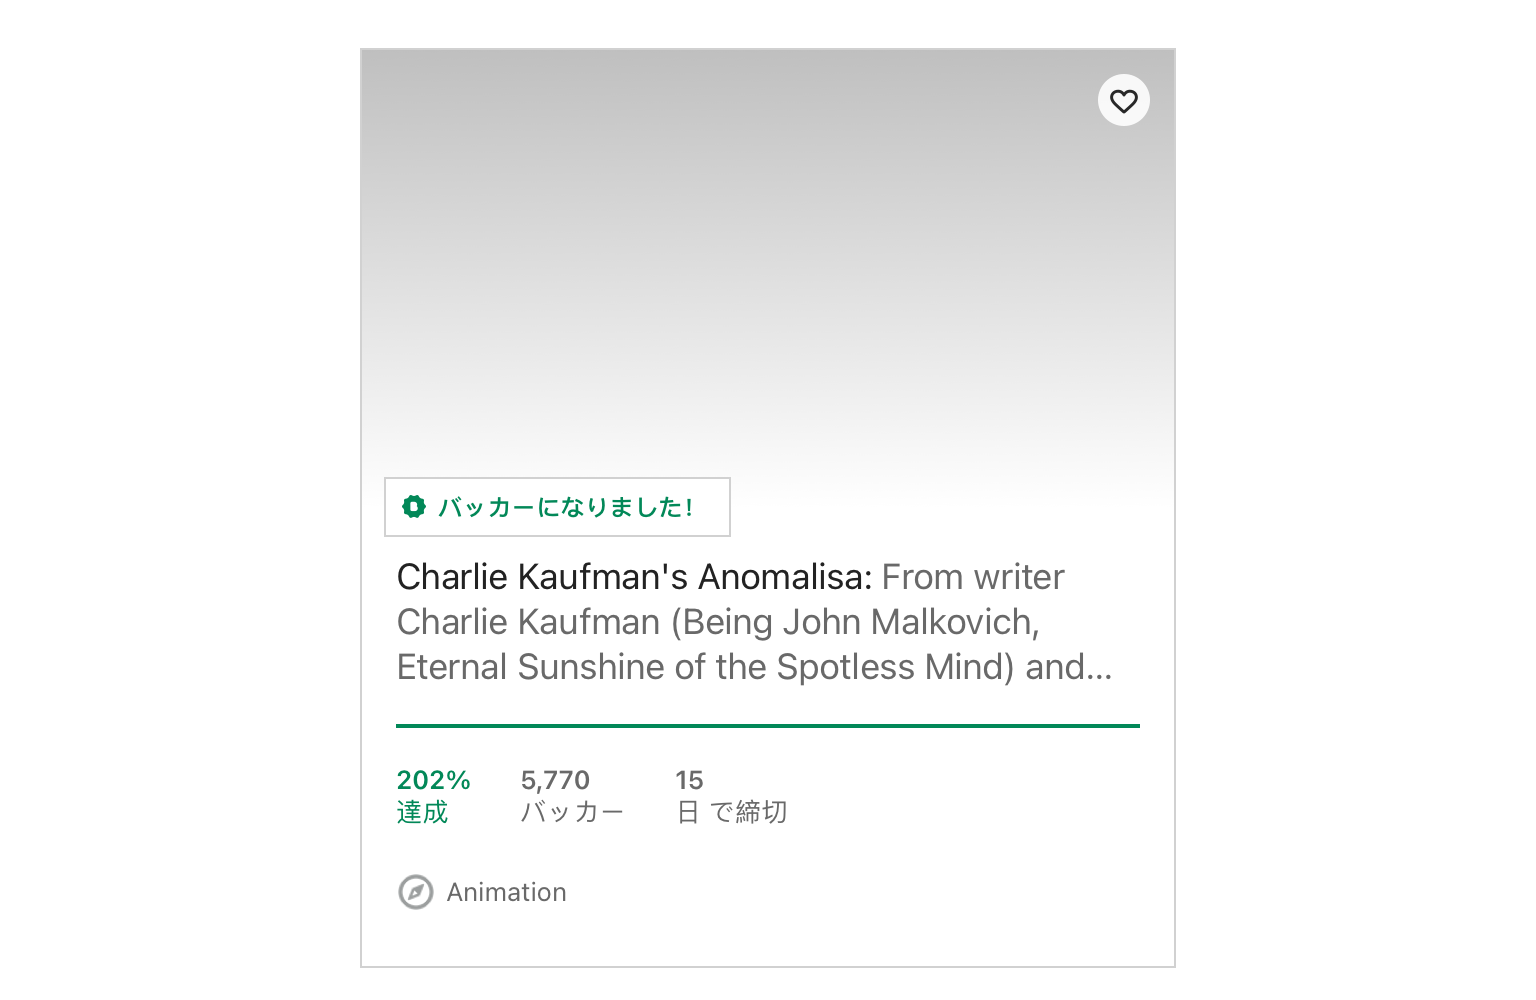 バッカーになりました!
Charlie Kaufman's Anomalisa: From writer
Charlie Kaufman (Being John Malkovich,
Eternal Sunshine of the Spotless Mind) and…
202%
達成
5,770
バッカー
15
日 で締切
Animation